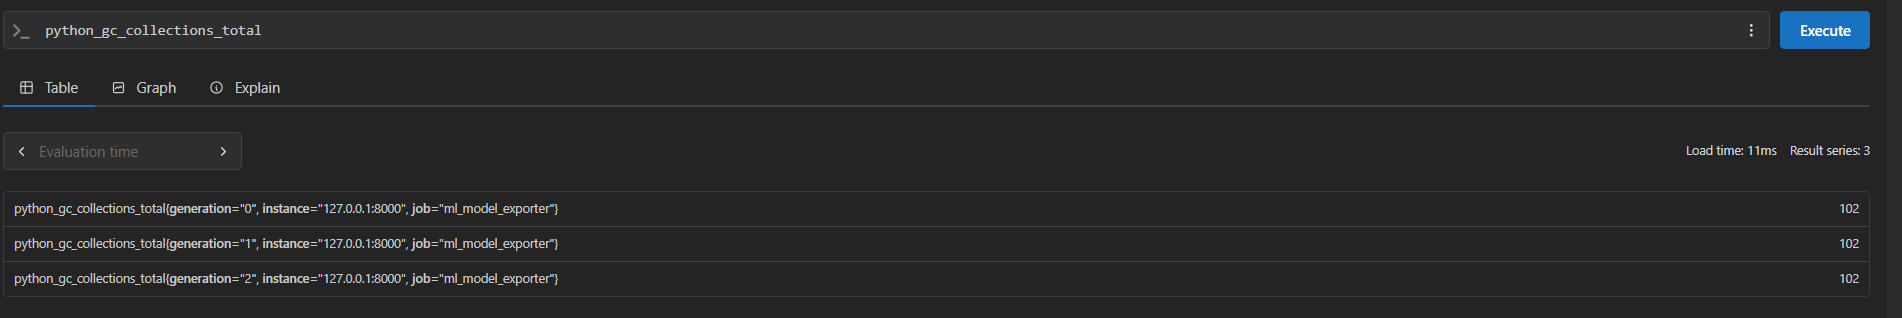 python_gc_collections_total
Execute
Table Graph Explain
Evaluation time
Load time: 11ms Result series: 3
python_gc_collections_total{generation="0", instance="127.0.0.1:8000", job="ml_model_exporter"} 102
python_gc_collections_total{generation="1", instance="127.0.0.1:8000", job="ml_model_exporter"} 102
python_gc_collections_total{generation="2", instance="127.0.0.1:8000", job="ml_model_exporter"} 102